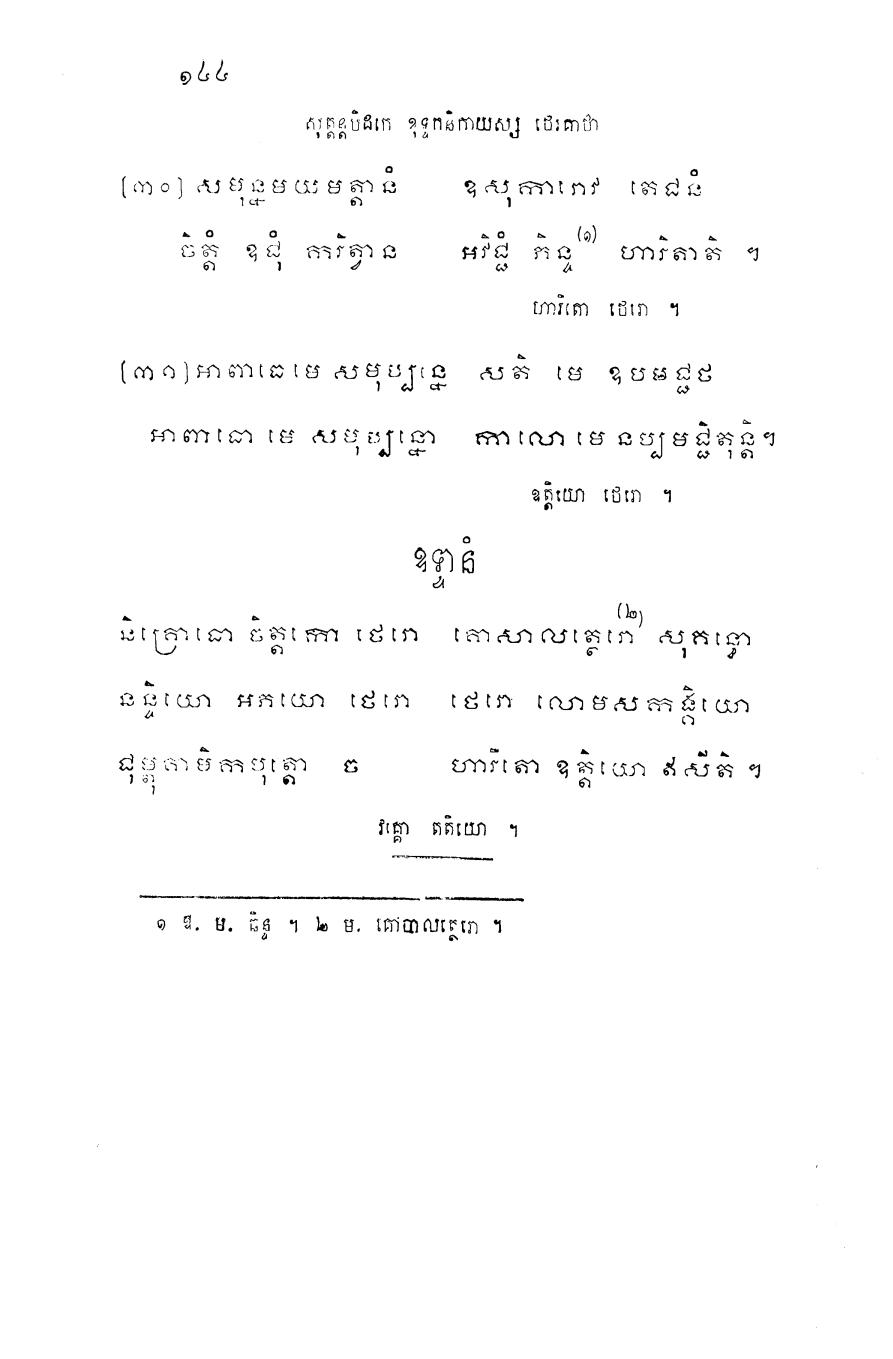 ១៤៤
សុត្តន្តបិដកេ ខុទ្ទកនិកាយស្ស ថេរគាថា
(៣០) សមុន្នមយមត្តានំ ឧសុការោវ តេជនំ
ចិត្តំ ឧជុំ ករិត្វាន អវិជ្ជំ ភិន្ទ(១) ហារិតាតិ ។
ហារិតោ ថេរោ ។
(៣១) អាពាធេ មេ សមុប្បន្នេ សតិ មេ ឧបបជ្ជថ
អាពាធោ មេ សមុប្បន្នោ កាលោ មេ នប្បមជ្ជិតុន្តិ។
ឧត្តិយោ ថេរោ ។
ឧទ្ទានំ
និគ្រោធោ ចិត្តកោ ថេរោ គោសាលត្ថេរោ(២) សុគន្ធោ
នន្ទិយោ អភយោ ថេរោ ថេរោ លោមសកង្គិយោ
ជម្ពុគាមិកបុត្តោ ច ហារីតោ ឧត្តិយោ ឥសីតិ ។
វគ្គោ តតិយោ ។
១ ឱ. ម. ឆិន្ទ ។ ២ ម. គោបាលត្ថេរោ ។